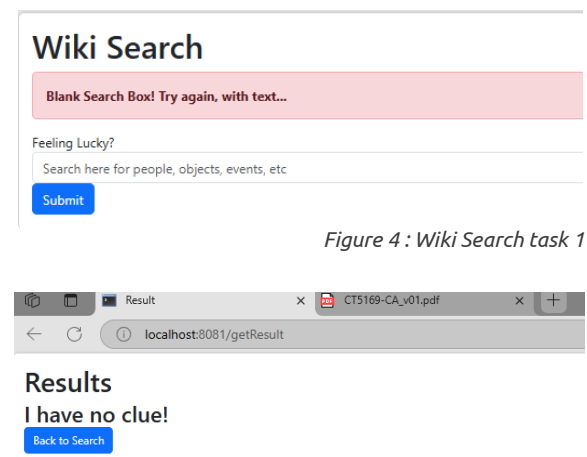 Wiki Search
Blank Search Box! Try again, with text...
Feeling Lucky?
Search here for people, objects, events, etc
Submit
Figure 4 : Wiki Search task 1
Result
CT5169-CA_v01.pdf
localhost:8081/getResult
Results
I have no clue!
Back to Search